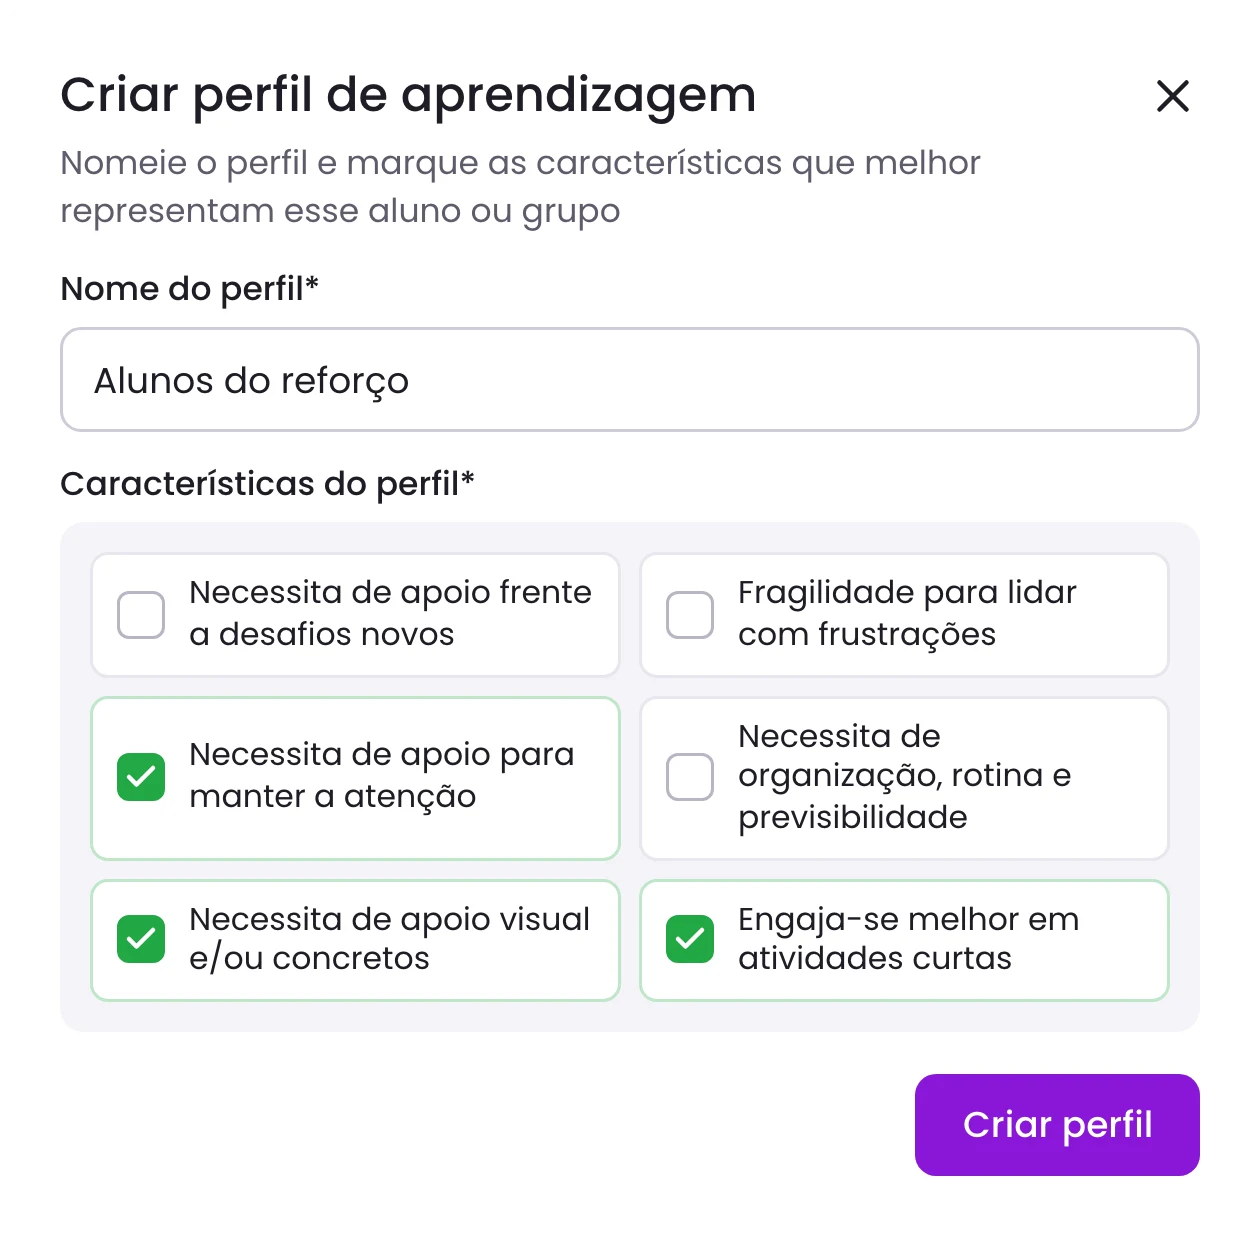 Criar perfil de aprendizagem
Nomeie o perfil e marque as características que melhor
representam esse aluno ou grupo
Nome do perfil*
Alunos do reforço
Características do perfil*
Necessita de apoio frente
a desafios novos
Fragilidade para lidar
com frustrações
Necessita de apoio para
manter a atenção
Necessita de
organização, rotina e
previsibilidade
Necessita de apoio visual
e/ou concretos
Engaja-se melhor em
atividades curtas
Criar perfil